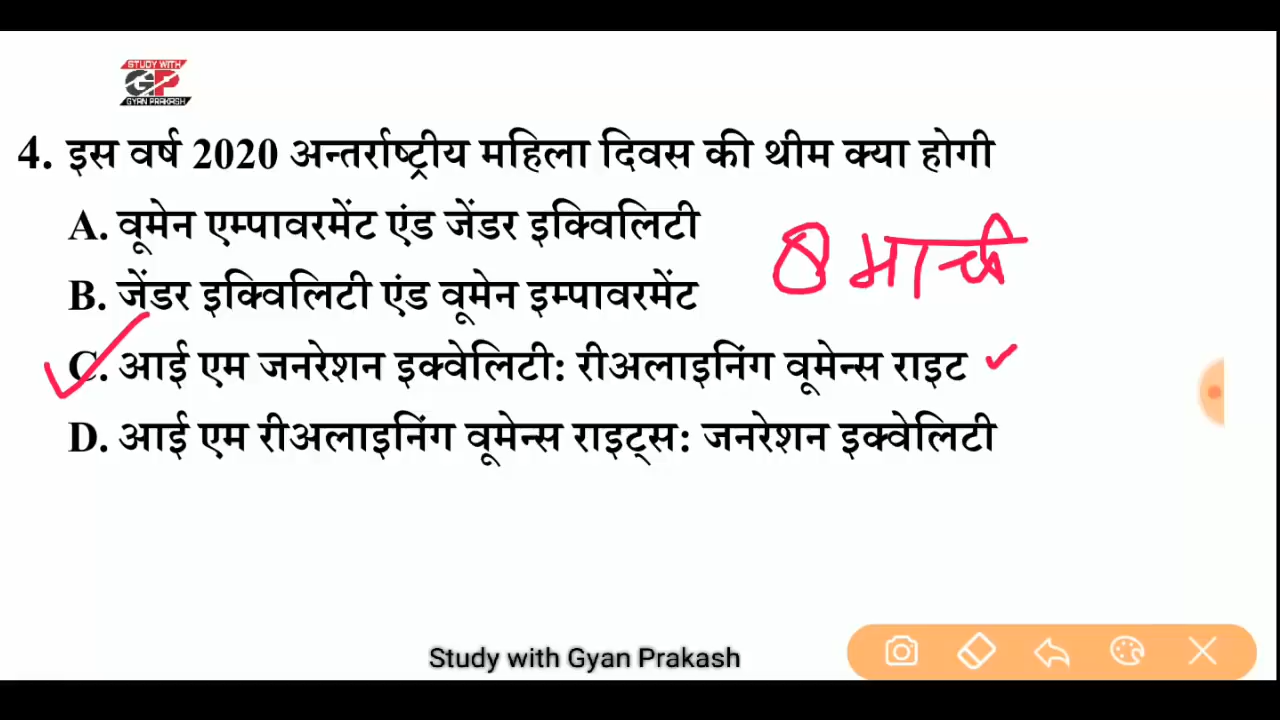 STUDY WITH
GP
GYAN PRAKASH
4. इस वर्ष 2020 अन्तर्राष्ट्रीय महिला दिवस की थीम क्या होगी
A. वूमेन एम्पावरमेंट एंड जेंडर इक्विलिटी
8 मार्च
B. जेंडर इक्विलिटी एंड वूमेन इम्पावरमेंट
C. आई एम जनरेशन इक्वेलिटी: रीअलाइनिंग वूमेन्स राइट
D. आई एम रीअलाइनिंग वूमेन्स राइट्स: जनरेशन इक्वेलिटी
Study with Gyan Prakash